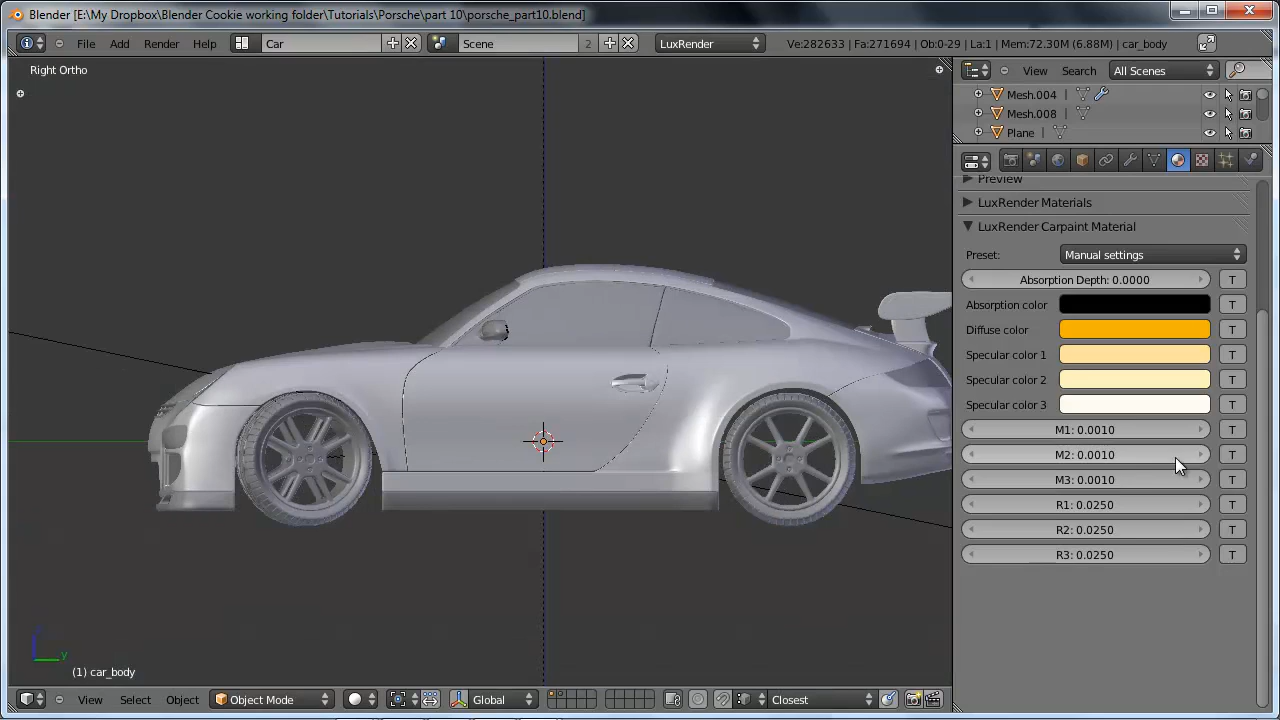 Blender [E:\My Dropbox\Blender Cookie working folder\Tutorials\Porsche\part 10\porsche_part10.blend]
File Add Render Help Car Scene 2 LuxRender Ve:282633 | Fa:271694 | Ob:0-29 | La:1 | Mem:72.30M (6.88M) | car_body
Right Ortho
View Search All Scenes
Mesh.004
Mesh.008
Plane
Preview
LuxRender Materials
LuxRender Carpaint Material
Preset: Manual settings
Absorption Depth: 0.0000 T
Absorption color T
Diffuse color T
Specular color 1 T
Specular color 2 T
Specular color 3 T
M1: 0.0010 T
M2: 0.0010 T
M3: 0.0010 T
R1: 0.0250 T
R2: 0.0250 T
R3: 0.0250 T
z
y
(1) car_body
View Select Object Object Mode Global Closest